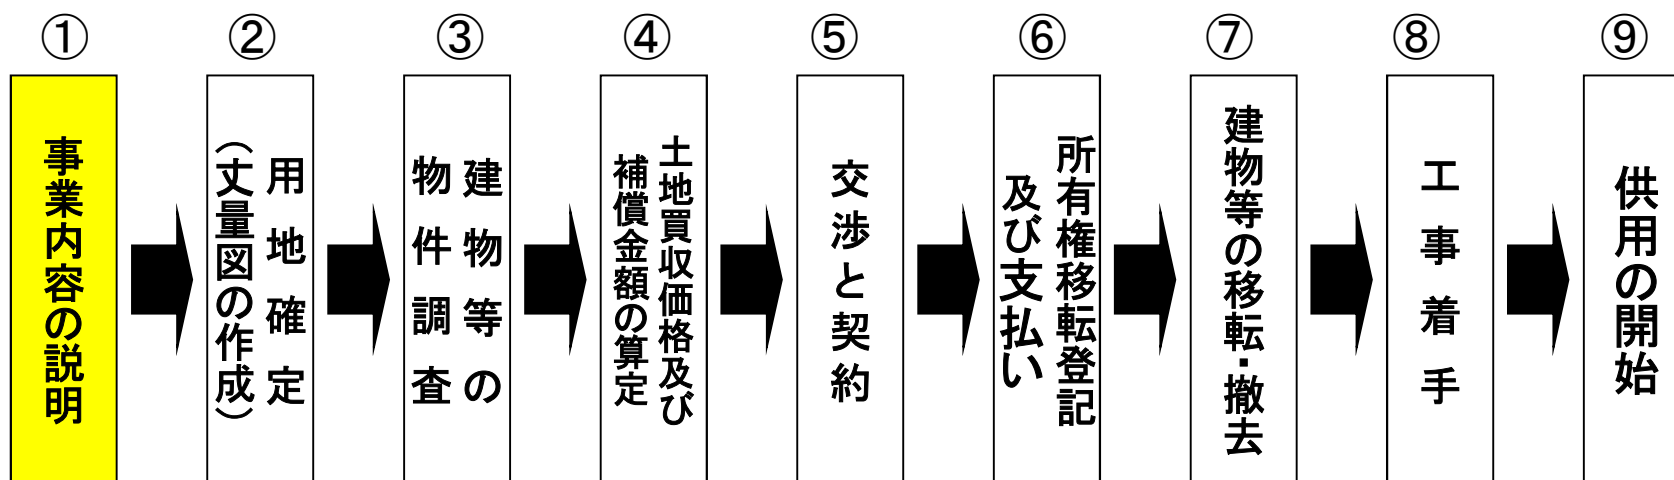 ①
事業内容の説明
②
用地確定
（丈量図の作成）
③
建物等の
物件調査
④
土地買収価格及び
補償金額の算定
⑤
交渉と契約
⑥
所有権移転登記
及び支払い
⑦
建物等の移転・撤去
⑧
工事着手
⑨
供用の開始